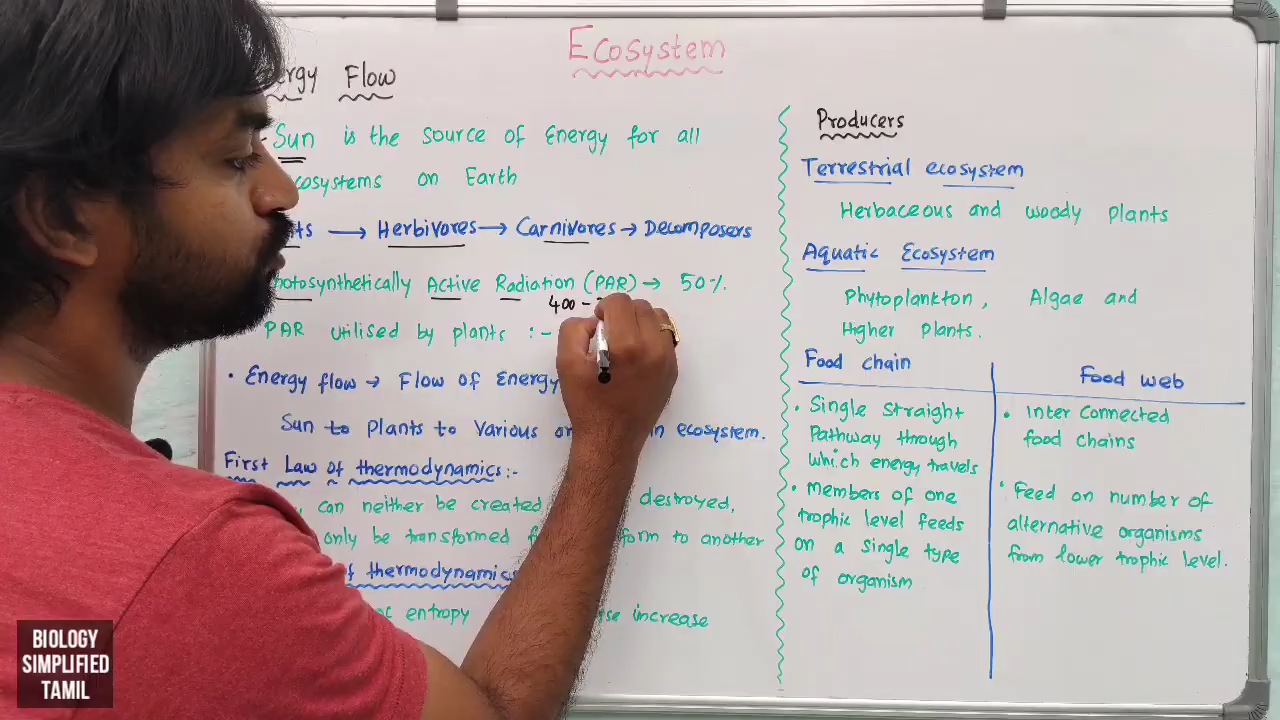 Ecosystem
ergy Flow
Sun is the source of Energy for all
cosystems on Earth
ts → Herbivores → Carnivores → Decomposers
hotosynthetically Active Radiation (PAR) → 50%.
400 -
PAR utilised by plants :-
• Energy flow → Flow of Energy
Sun to plants to various or in ecosystem.
First Law of thermodynamics:-
can neither be created destroyed,
only be transformed f form to another
of thermodynamics
entropy se increase
Producers
Terrestrial ecosystem
Herbaceous and woody plants
Aquatic Ecosystem
Phytoplankton, Algae and
Higher plants.
Food chain
• Single straight
pathway through
which energy travels
• Members of one
trophic level feeds
on a single type
of organism
Food web
• Inter connected
food chains
• Feed on number of
alternative organisms
from lower trophic level.
BIOLOGY
SIMPLIFIED
TAMIL